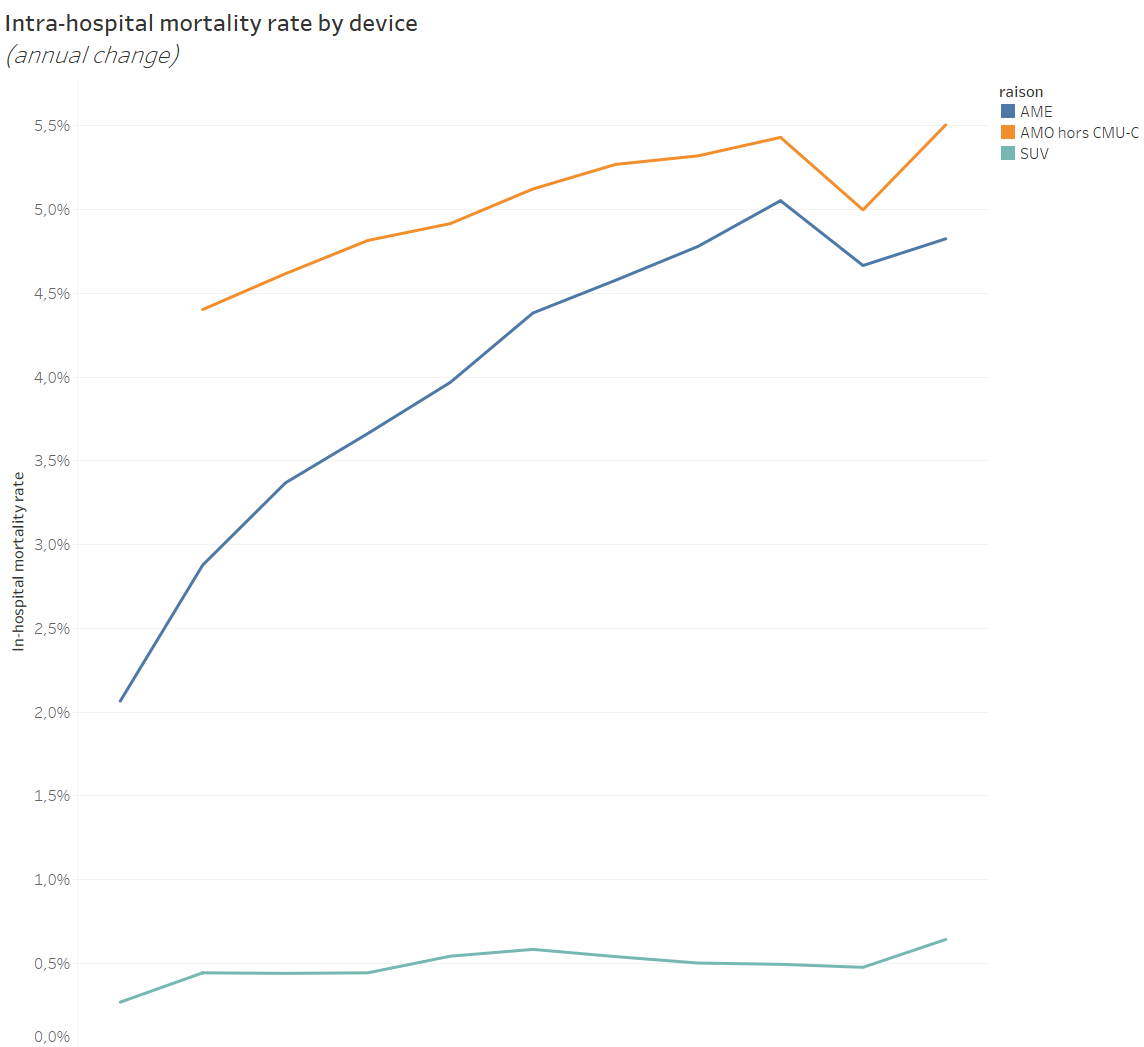 Intra-hospital mortality rate by device
(annual change)
raison
AME
AMO hors CMU-C
SUV
5,5%
5,0%
4,5%
4,0%
3,5%
3,0%
2,5%
2,0%
1,5%
1,0%
0,5%
0,0%
In-hospital mortality rate